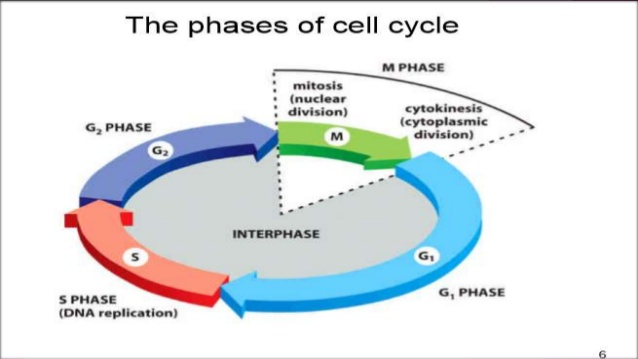 The phases of cell cycle
M PHASE
mitosis
(nuclear
division)
cytokinesis
(cytoplasmic
division)
G₂ PHASE
M
G₂
INTERPHASE
S
G₁
S PHASE
(DNA replication)
G₁ PHASE
6